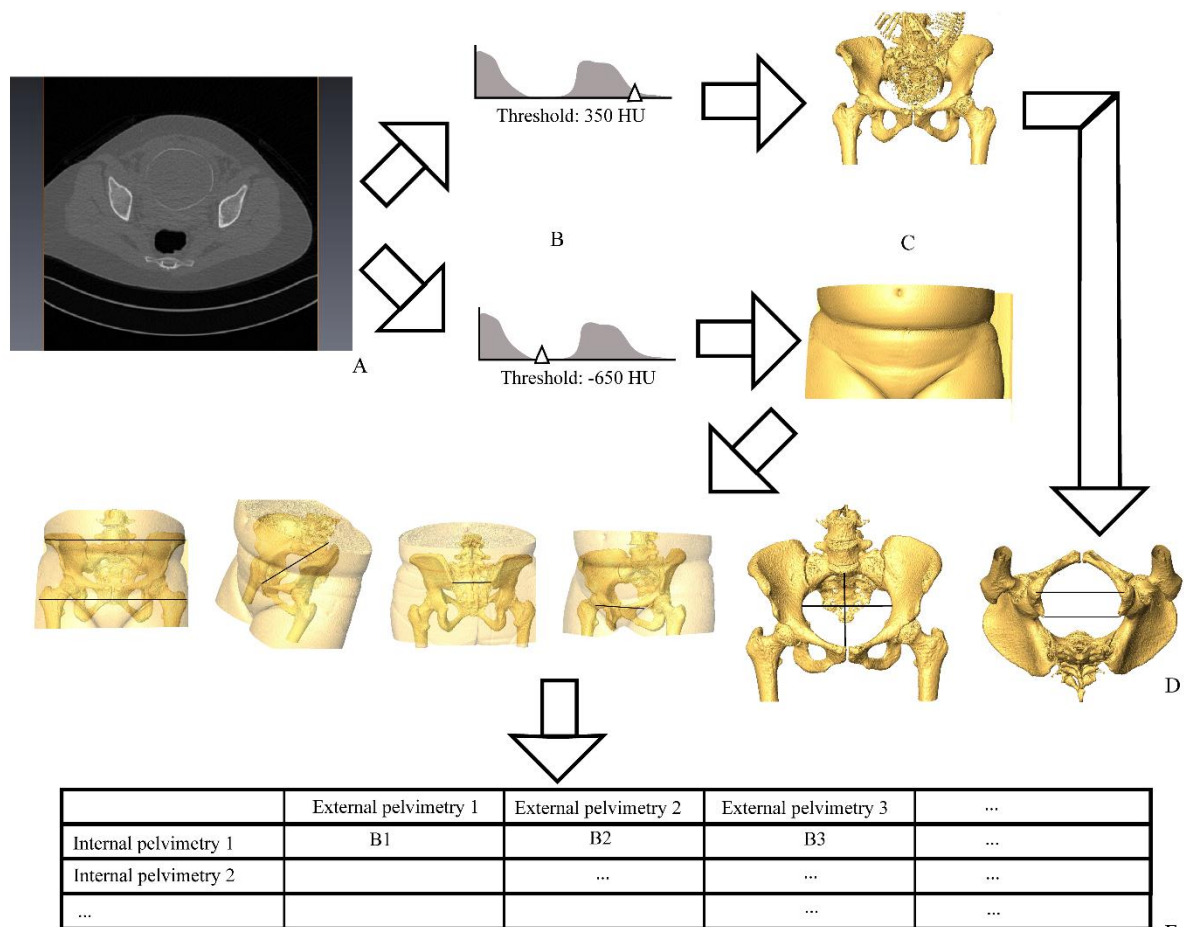 Threshold: 350 HU
B
C
A
Threshold: -650 HU
D
External pelvimetry 1 External pelvimetry 2 External pelvimetry 3 ...
Internal pelvimetry 1 B1 B2 B3 ...
Internal pelvimetry 2 ... ... ...
... ... ...